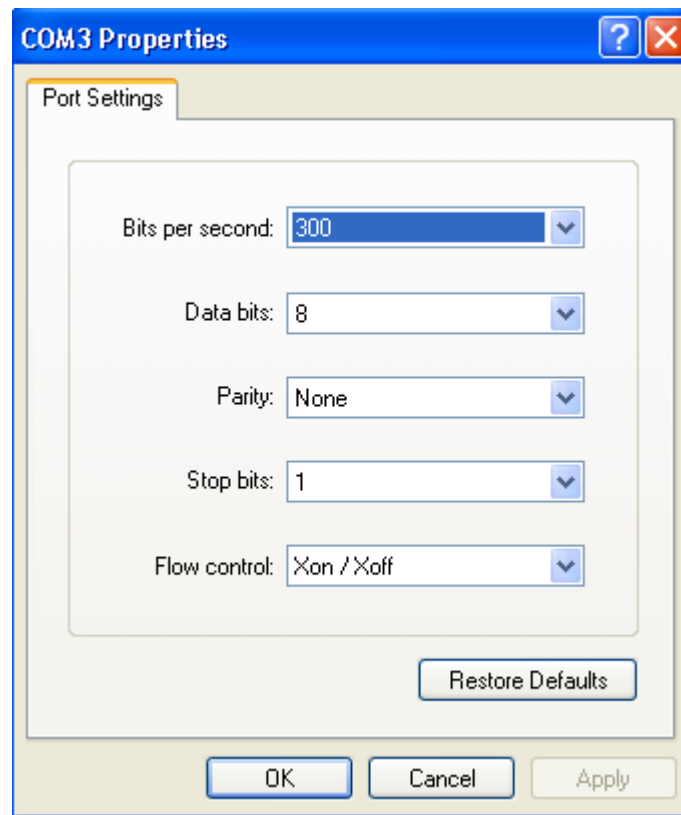 COM3 Properties
Port Settings
Bits per second: 300
Data bits: 8
Parity: None
Stop bits: 1
Flow control: Xon / Xoff
Restore Defaults
OK Cancel Apply